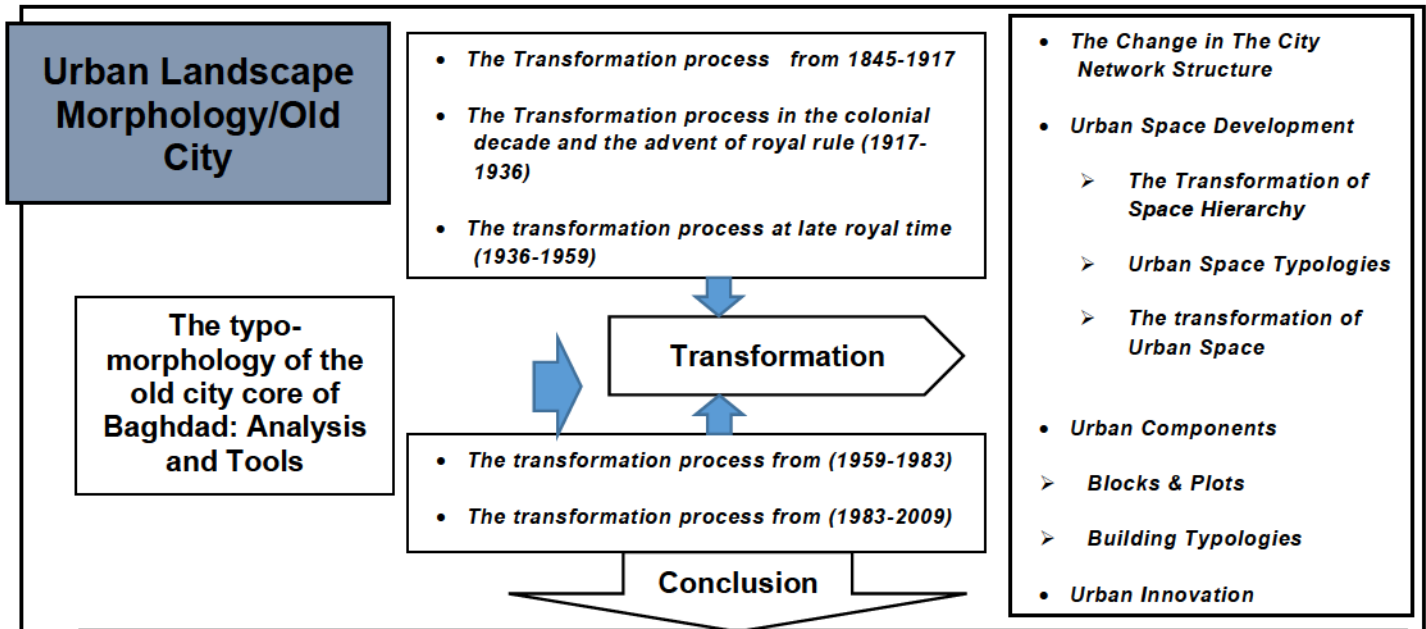 Urban Landscape
Morphology/Old
City
• The Transformation process from 1845-1917
• The Transformation process in the colonial
decade and the advent of royal rule (1917-
1936)
• The transformation process at late royal time
(1936-1959)
The typo-
morphology of the
old city core of
Baghdad: Analysis
and Tools
Transformation
• The transformation process from (1959-1983)
• The transformation process from (1983-2009)
Conclusion
• The Change in The City
Network Structure
• Urban Space Development
➢ The Transformation of
Space Hierarchy
➢ Urban Space Typologies
➢ The transformation of
Urban Space
• Urban Components
➢ Blocks & Plots
➢ Building Typologies
• Urban Innovation